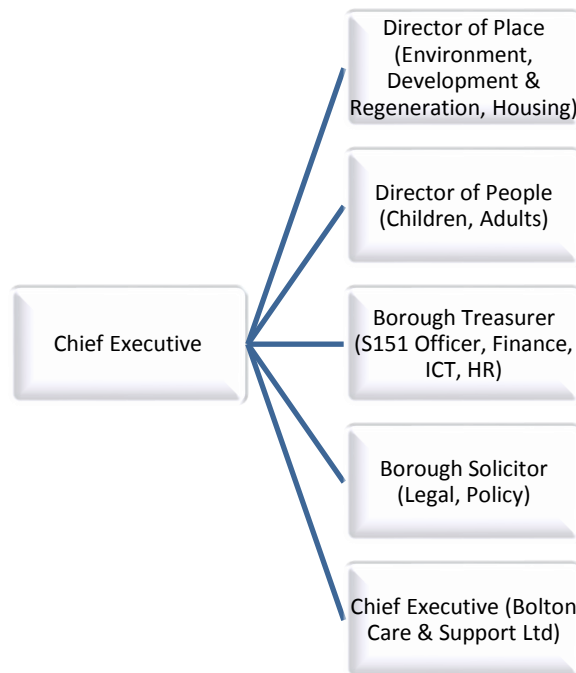 Director of Place
(Environment,
Development &
Regeneration, Housing)
Director of People
(Children, Adults)
Chief Executive
Borough Treasurer
(S151 Officer, Finance,
ICT, HR)
Borough Solicitor
(Legal, Policy)
Chief Executive (Bolton
Care & Support Ltd)